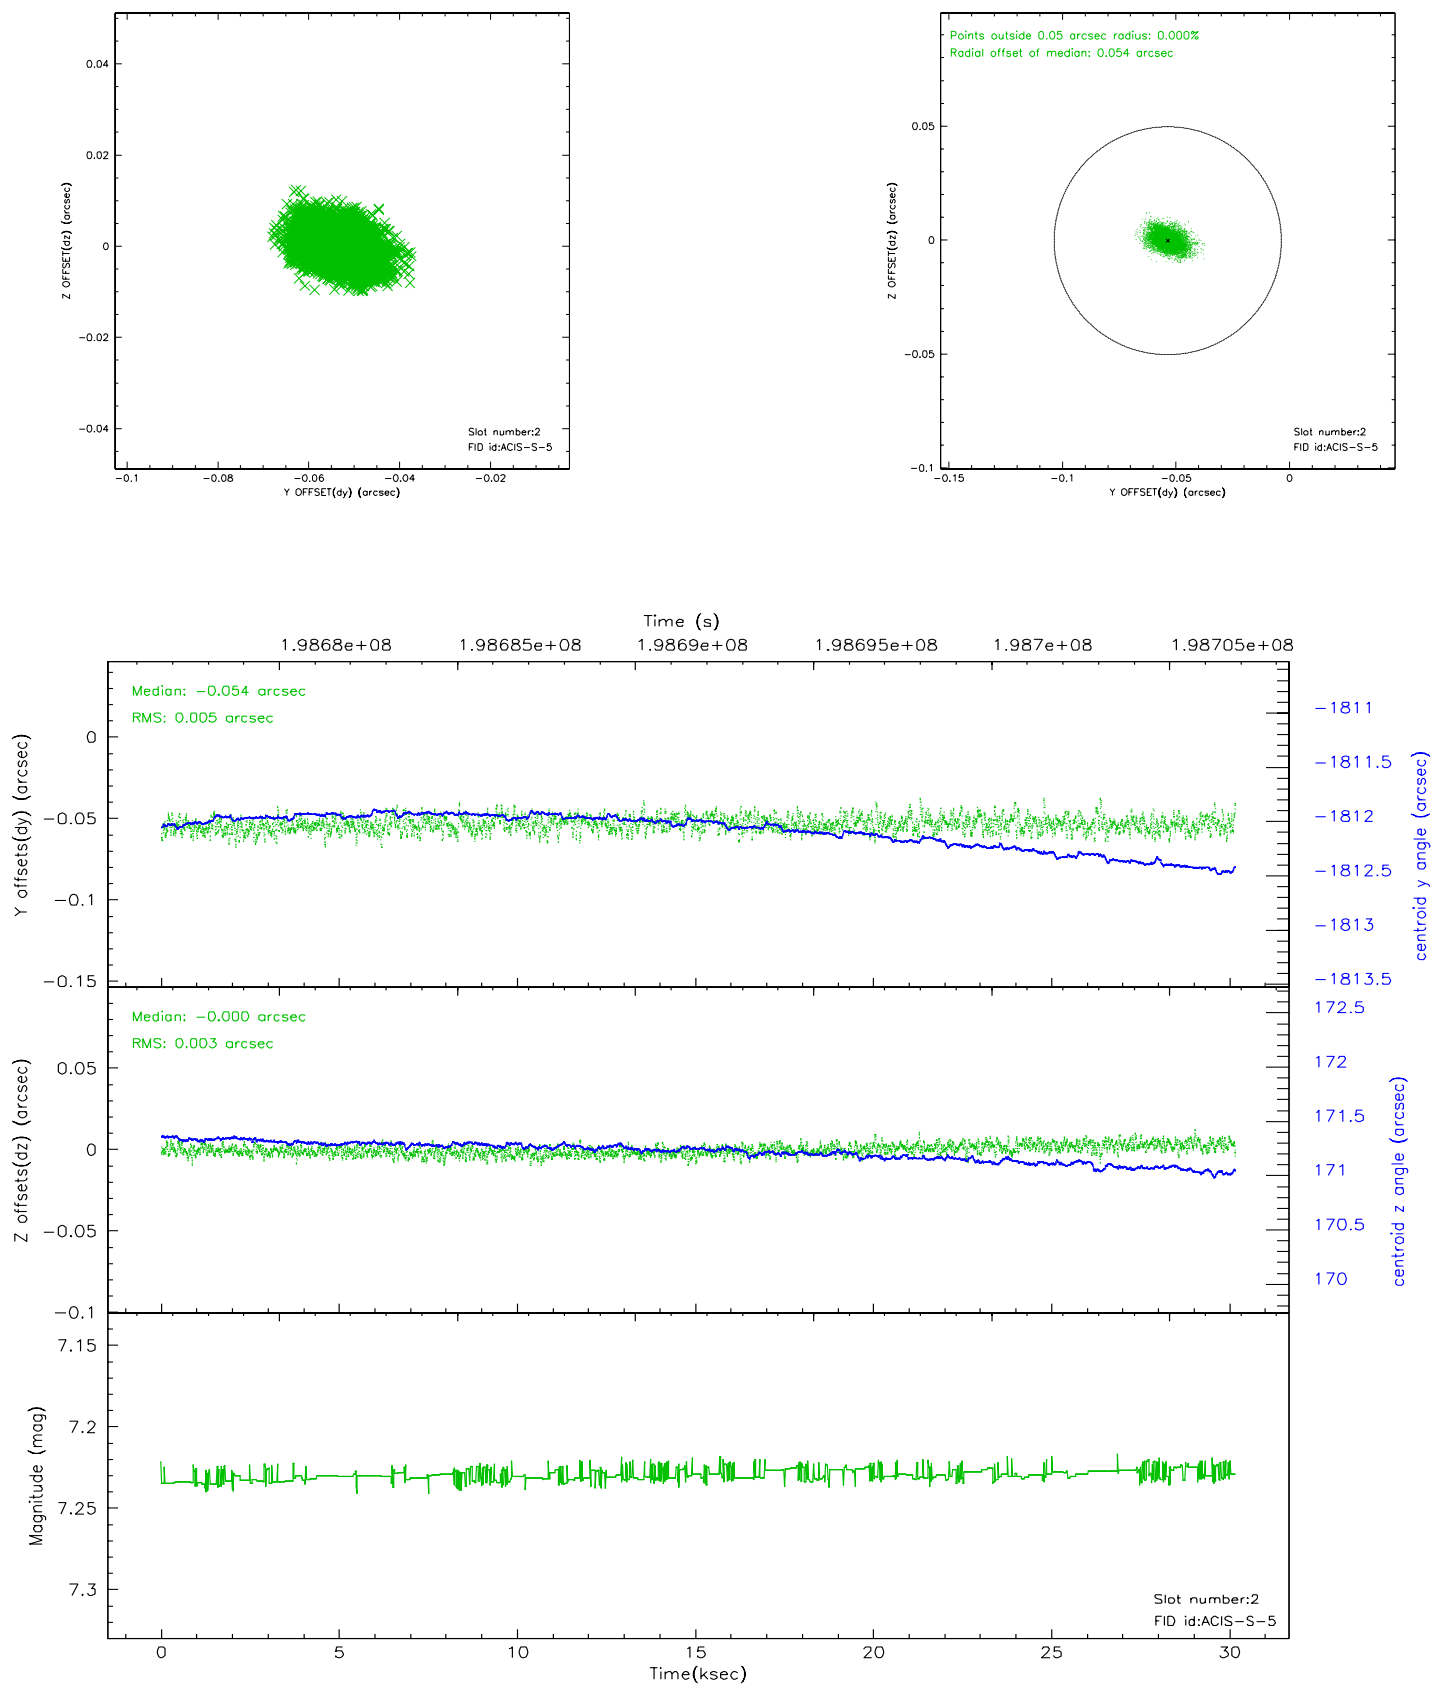 0.04
0.02
0
-0.02
-0.04
Z OFFSET(dz) (arcsec)
Slot number:2
FID id:ACIS-S-5
-0.1 -0.08 -0.06 -0.04 -0.02
Y OFFSET(dy) (arcsec)
Points outside 0.05 arcsec radius: 0.000%
Radial offset of median: 0.054 arcsec
0.05
0
-0.05
-0.1
Z OFFSET(dz) (arcsec)
Slot number:2
FID id:ACIS-S-5
-0.15 -0.1 -0.05 0
Y OFFSET(dy) (arcsec)
Time (s)
1.9868e+08 1.98685e+08 1.9869e+08 1.98695e+08 1.987e+08 1.98705e+08
Median: -0.054 arcsec
RMS: 0.005 arcsec
0
-0.05
-0.1
-0.15
Y offsets(dy) (arcsec)
-1811
-1811.5
-1812
-1812.5
-1813
-1813.5
centroid y angle (arcsec)
Median: -0.000 arcsec
RMS: 0.003 arcsec
0.05
0
-0.05
-0.1
Z offsets(dz) (arcsec)
172.5
172
171.5
171
170.5
170
centroid z angle (arcsec)
7.15
7.2
7.25
7.3
Magnitude (mag)
Slot number:2
FID id:ACIS-S-5
0 5 10 15 20 25 30
Time(ksec)